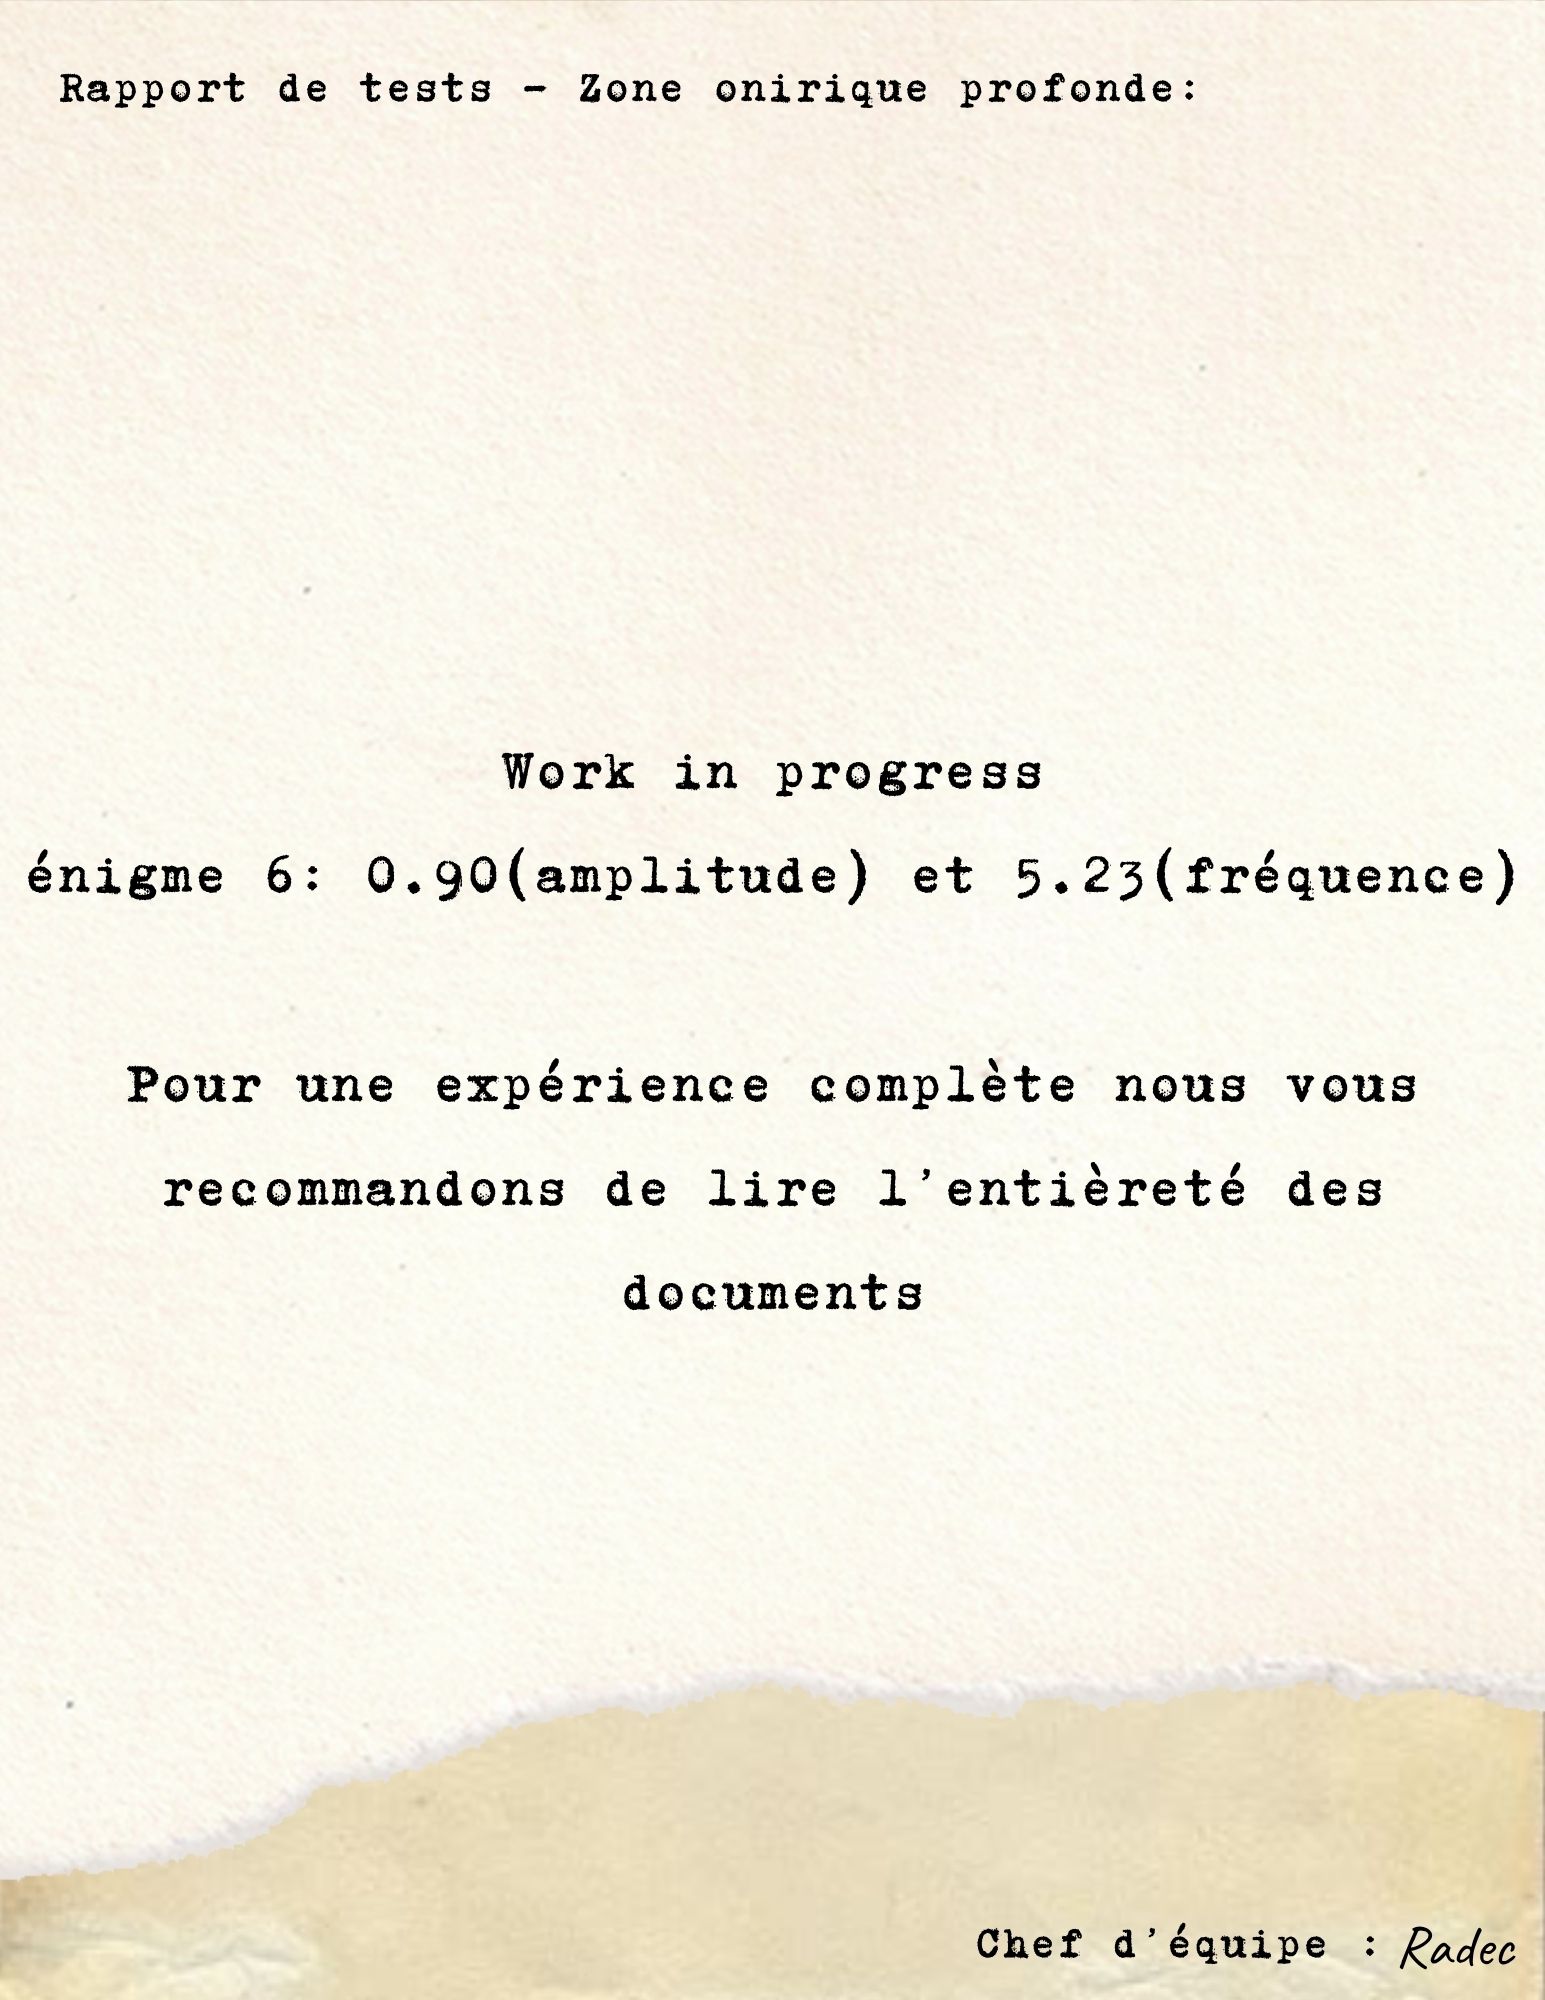 Rapport de tests - Zone onirique profonde:
Work in progress
énigme 6: 0.90(amplitude) et 5.23(fréquence)
Pour une expérience complète nous vous
recommandons de lire l'entièreté des
documents
Chef d'équipe : Radec